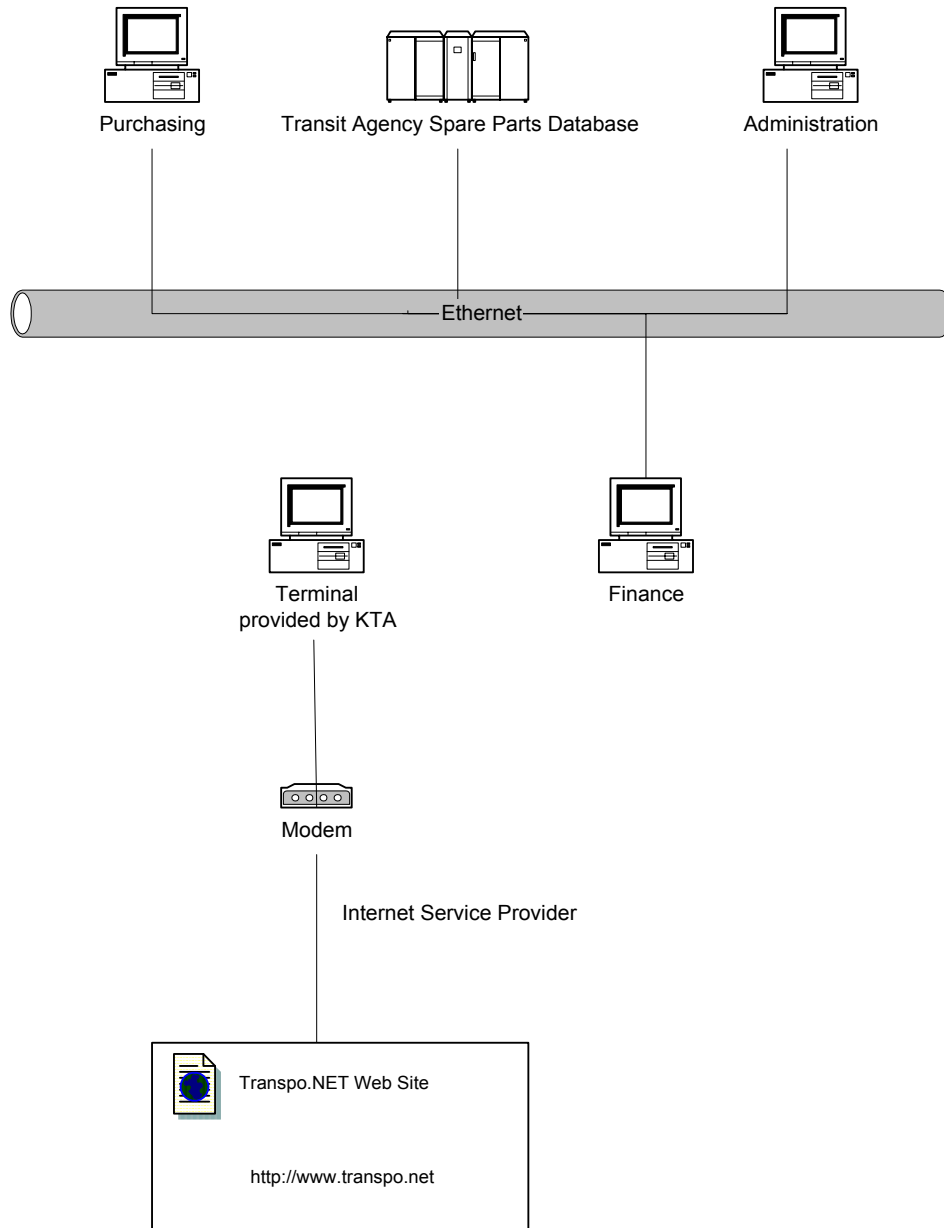 Purchasing
Transit Agency Spare Parts Database
Administration
Ethernet
Terminal
provided by KTA
Finance
Modem
Internet Service Provider
Transpo.NET Web Site
http://www.transpo.net